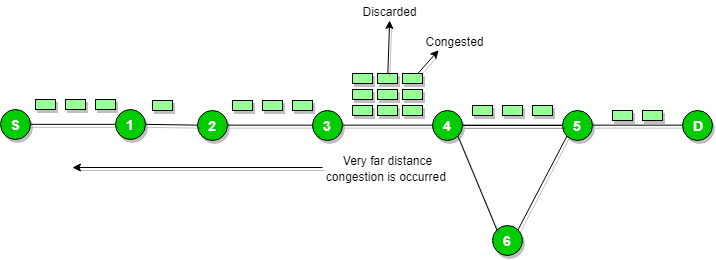 Discarded
Congested
S
1
2
3
4
5
D
Very far distance
congestion is occurred
6